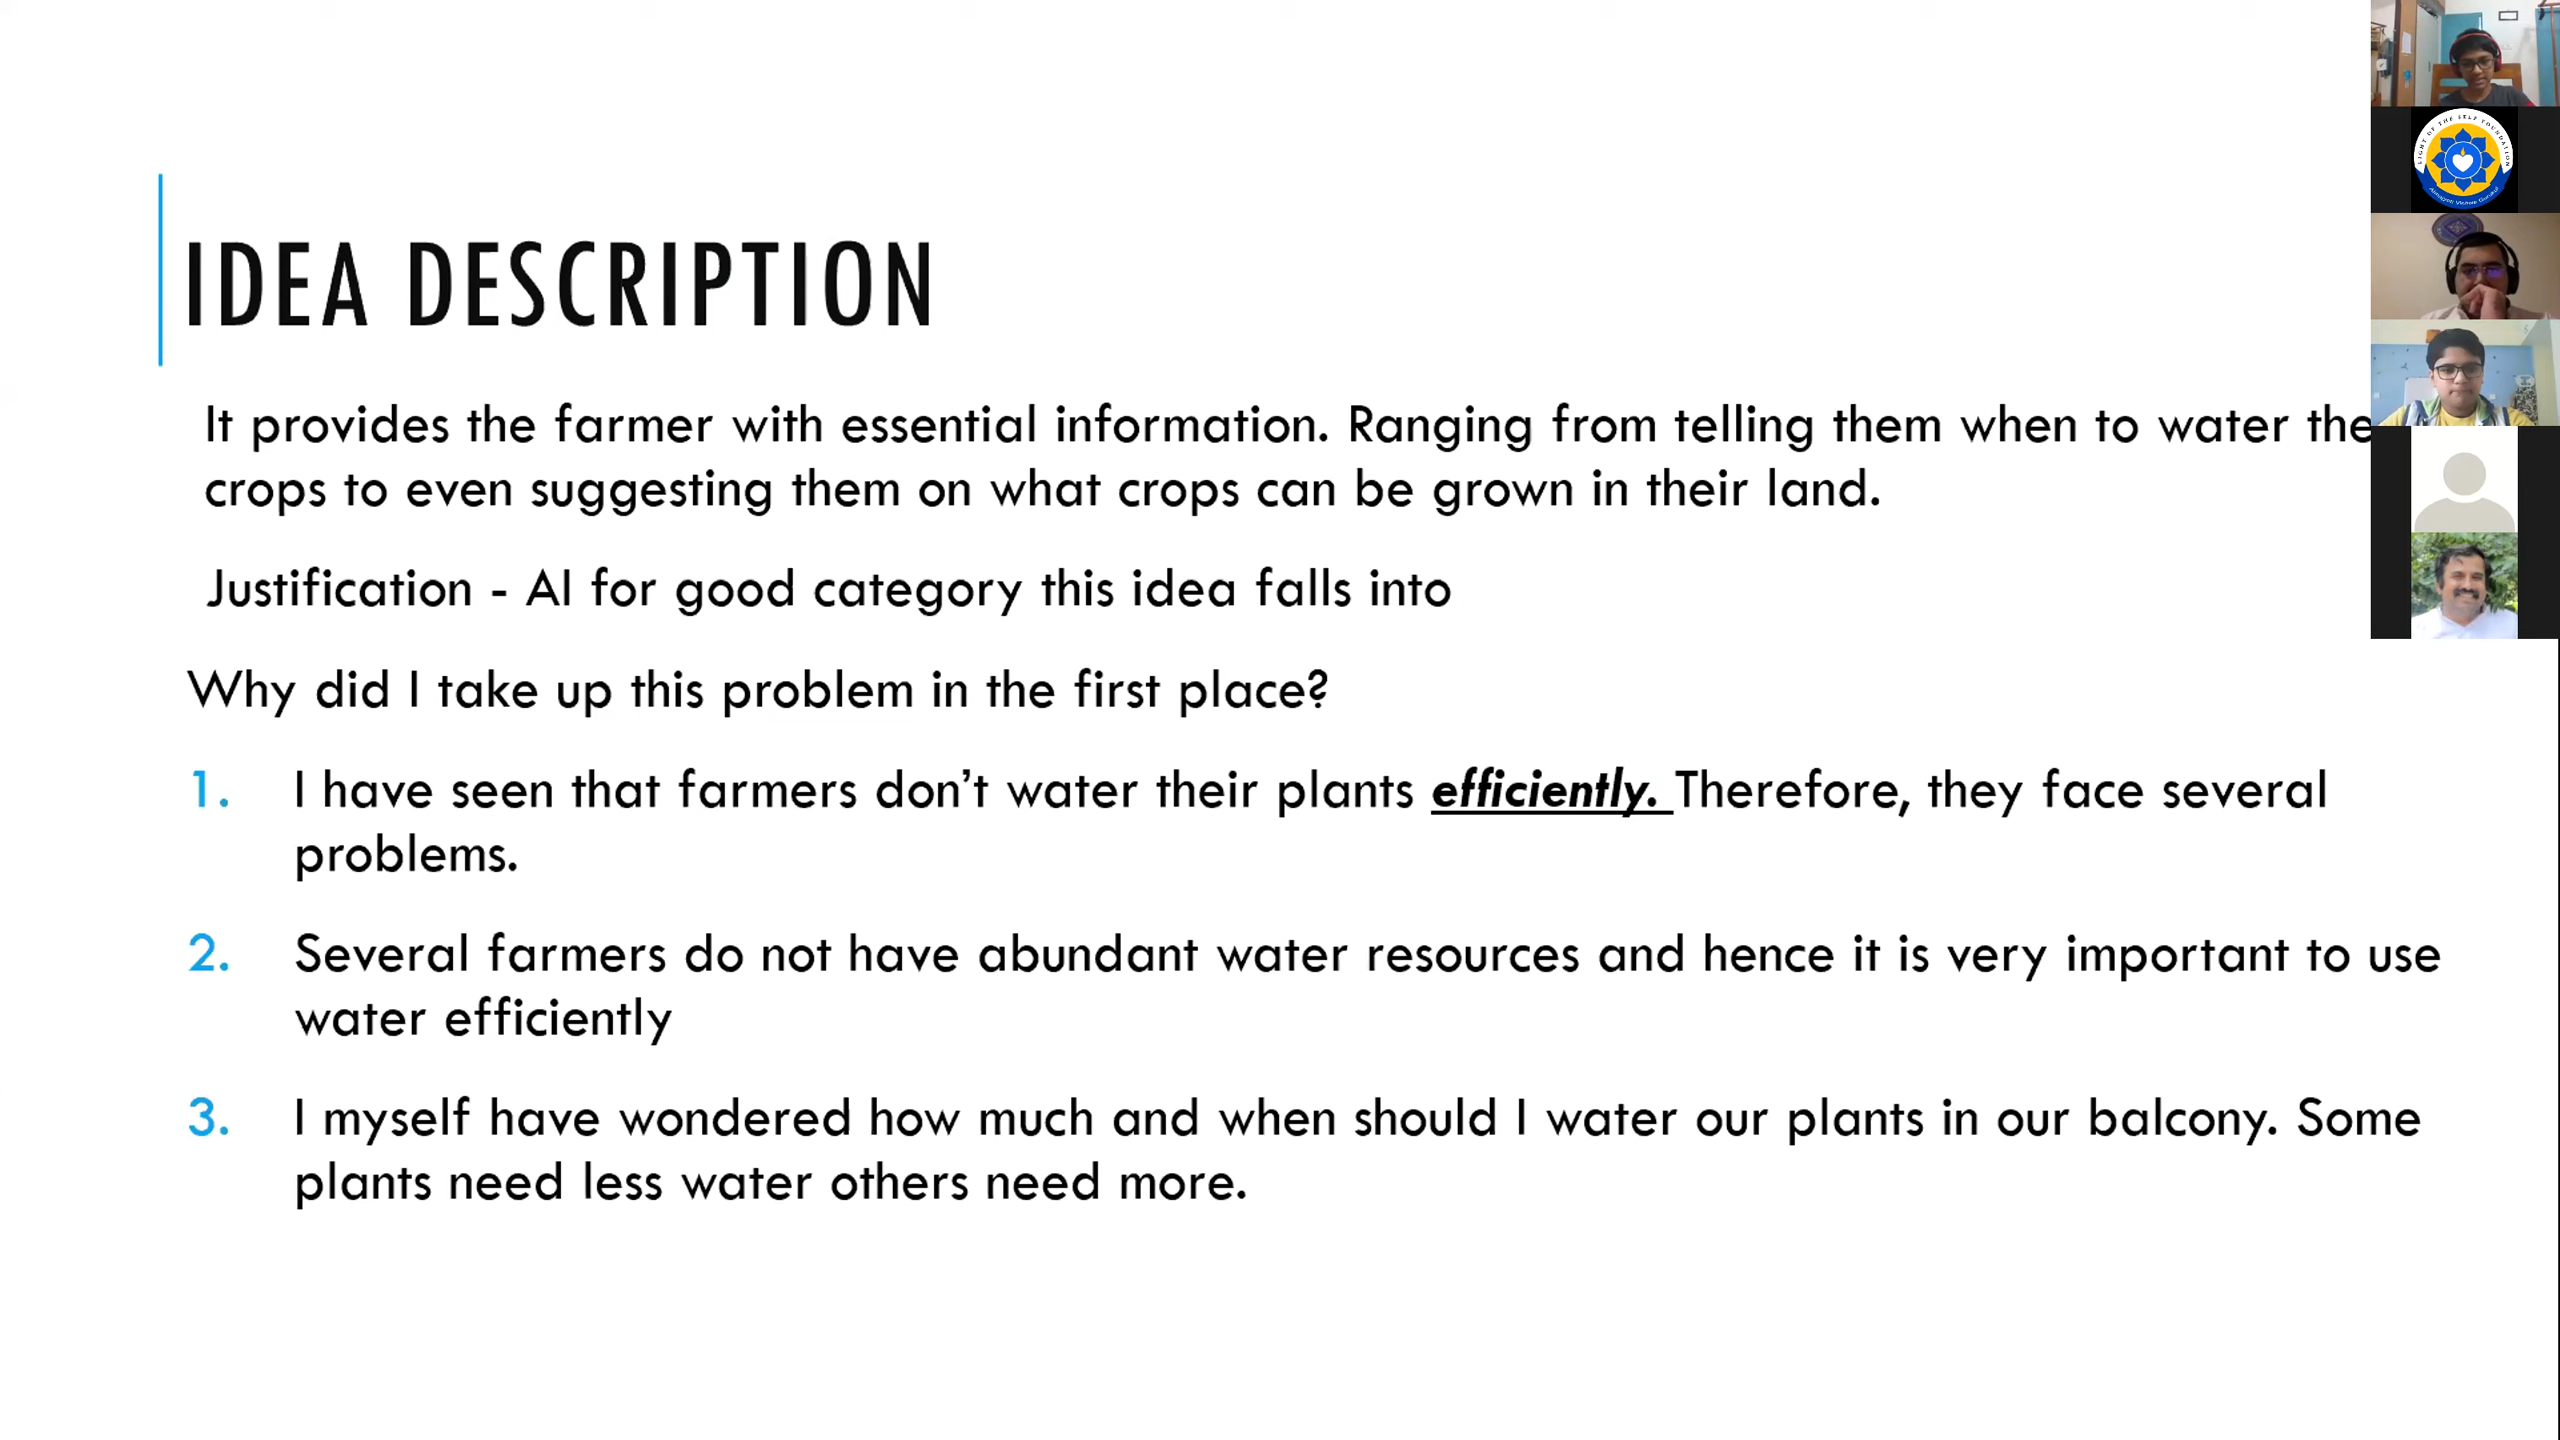 IDEA DESCRIPTION
It provides the farmer with essential information. Ranging from telling them when to water the
crops to even suggesting them on what crops can be grown in their land.
Justification - AI for good category this idea falls into
Why did I take up this problem in the first place?
1. I have seen that farmers don't water their plants efficiently. Therefore, they face several
problems.
2. Several farmers do not have abundant water resources and hence it is very important to use
water efficiently
3. I myself have wondered how much and when should I water our plants in our balcony. Some
plants need less water others need more.
LIGHT OF THE SELF FOUNDATION